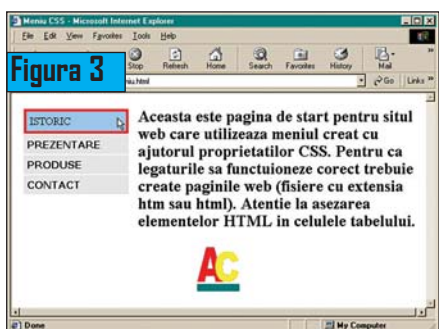 Meniu CSS - Microsoft Internet Explorer
File Edit View Favorites Tools Help
Stop Refresh Home Search Favorites History Mail
Figura 3
niu.html Go Links
ISTORIC
PREZENTARE
PRODUSE
CONTACT
Aceasta este pagina de start pentru situl
web care utilizeaza meniul creat cu
ajutorul proprietatilor CSS. Pentru ca
legaturile sa functuioneze corect trebuie
create paginile web (fisiere cu extensia
htm sau html). Atentie la asezarea
elementelor HTML in celulele tabelului.
AC
Done My Computer